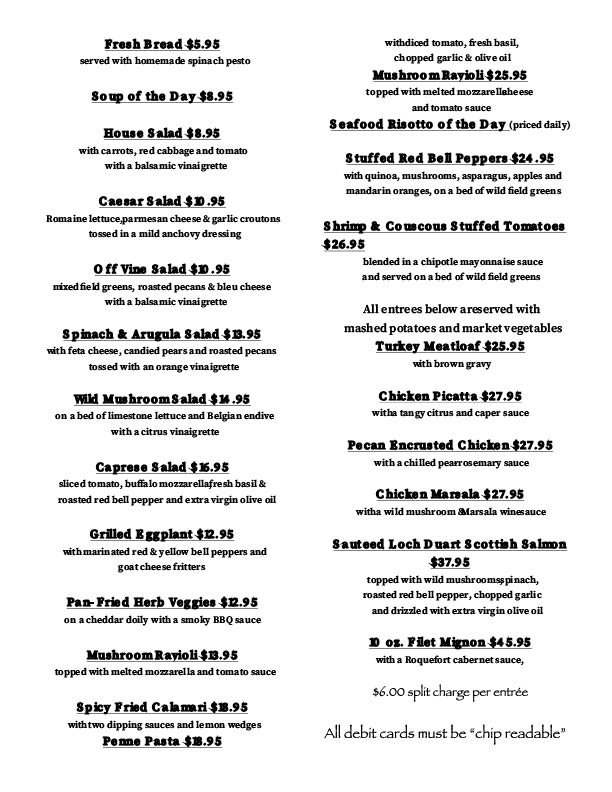 Fresh Bread $5.95
served with homemade spinach pesto
Soup of the Day $8.95
House Salad $8.95
with carrots, red cabbage and tomato
with a balsamic vinaigrette
Caesar Salad $10.95
Romaine lettuce,parmesan cheese & garlic croutons
tossed in a mild anchovy dressing
Off Vine Salad $10.95
mixedfield greens, roasted pecans & bleu cheese
with a balsamic vinaigrette
Spinach & Arugula Salad $13.95
with feta cheese, candied pears and roasted pecans
tossed with an orange vinaigrette
Wild Mushroom Salad $14.95
on a bed of limestone lettuce and Belgian endive
with a citrus vinaigrette
Caprese Salad $16.95
sliced tomato, buffalo mozzarella,fresh basil &
roasted red bell pepper and extra virgin olive oil
Grilled Eggplant $12.95
withmarinated red & yellow bell peppers and
goat cheese fritters
Pan-Fried Herb Veggies $12.95
on a cheddar doily with a smoky BBQ sauce
Mushroom Ravioli $13.95
topped with melted mozzarella and tomato sauce
Spicy Fried Calamari $18.95
withtwo dipping sauces and lemon wedges
Penne Pasta $18.95
withdiced tomato, fresh basil,
chopped garlic & olive oil
Mushroom Ravioli $25.95
topped with melted mozzarellacheese
and tomato sauce
Seafood Risotto of the Day (priced daily)
Stuffed Red Bell Peppers $24.95
with quinoa, mushrooms, asparagus, apples and
mandarin oranges, on a bed of wild field greens
Shrimp & Couscous Stuffed Tomatoes
$26.95
blended in a chipotle mayonnaise sauce
and served on a bed of wild field greens
All entrees below areserved with
mashed potatoes and market vegetables
Turkey Meatloaf $25.95
with brown gravy
Chicken Picatta $27.95
witha tangy citrus and caper sauce
Pecan Encrusted Chicken $27.95
with a chilled pearrosemary sauce
Chicken Marsala $27.95
witha wild mushroom &Marsala winesauce
Sauteed Loch Duart Scottish Salmon
$37.95
topped with wild mushrooms,spinach,
roasted red bell pepper, chopped garlic
and drizzled with extra virgin olive oil
10 oz. Filet Mignon $45.95
with a Roquefort cabernet sauce,
$6.00 split charge per entrée
All debit cards must be “chip readable”